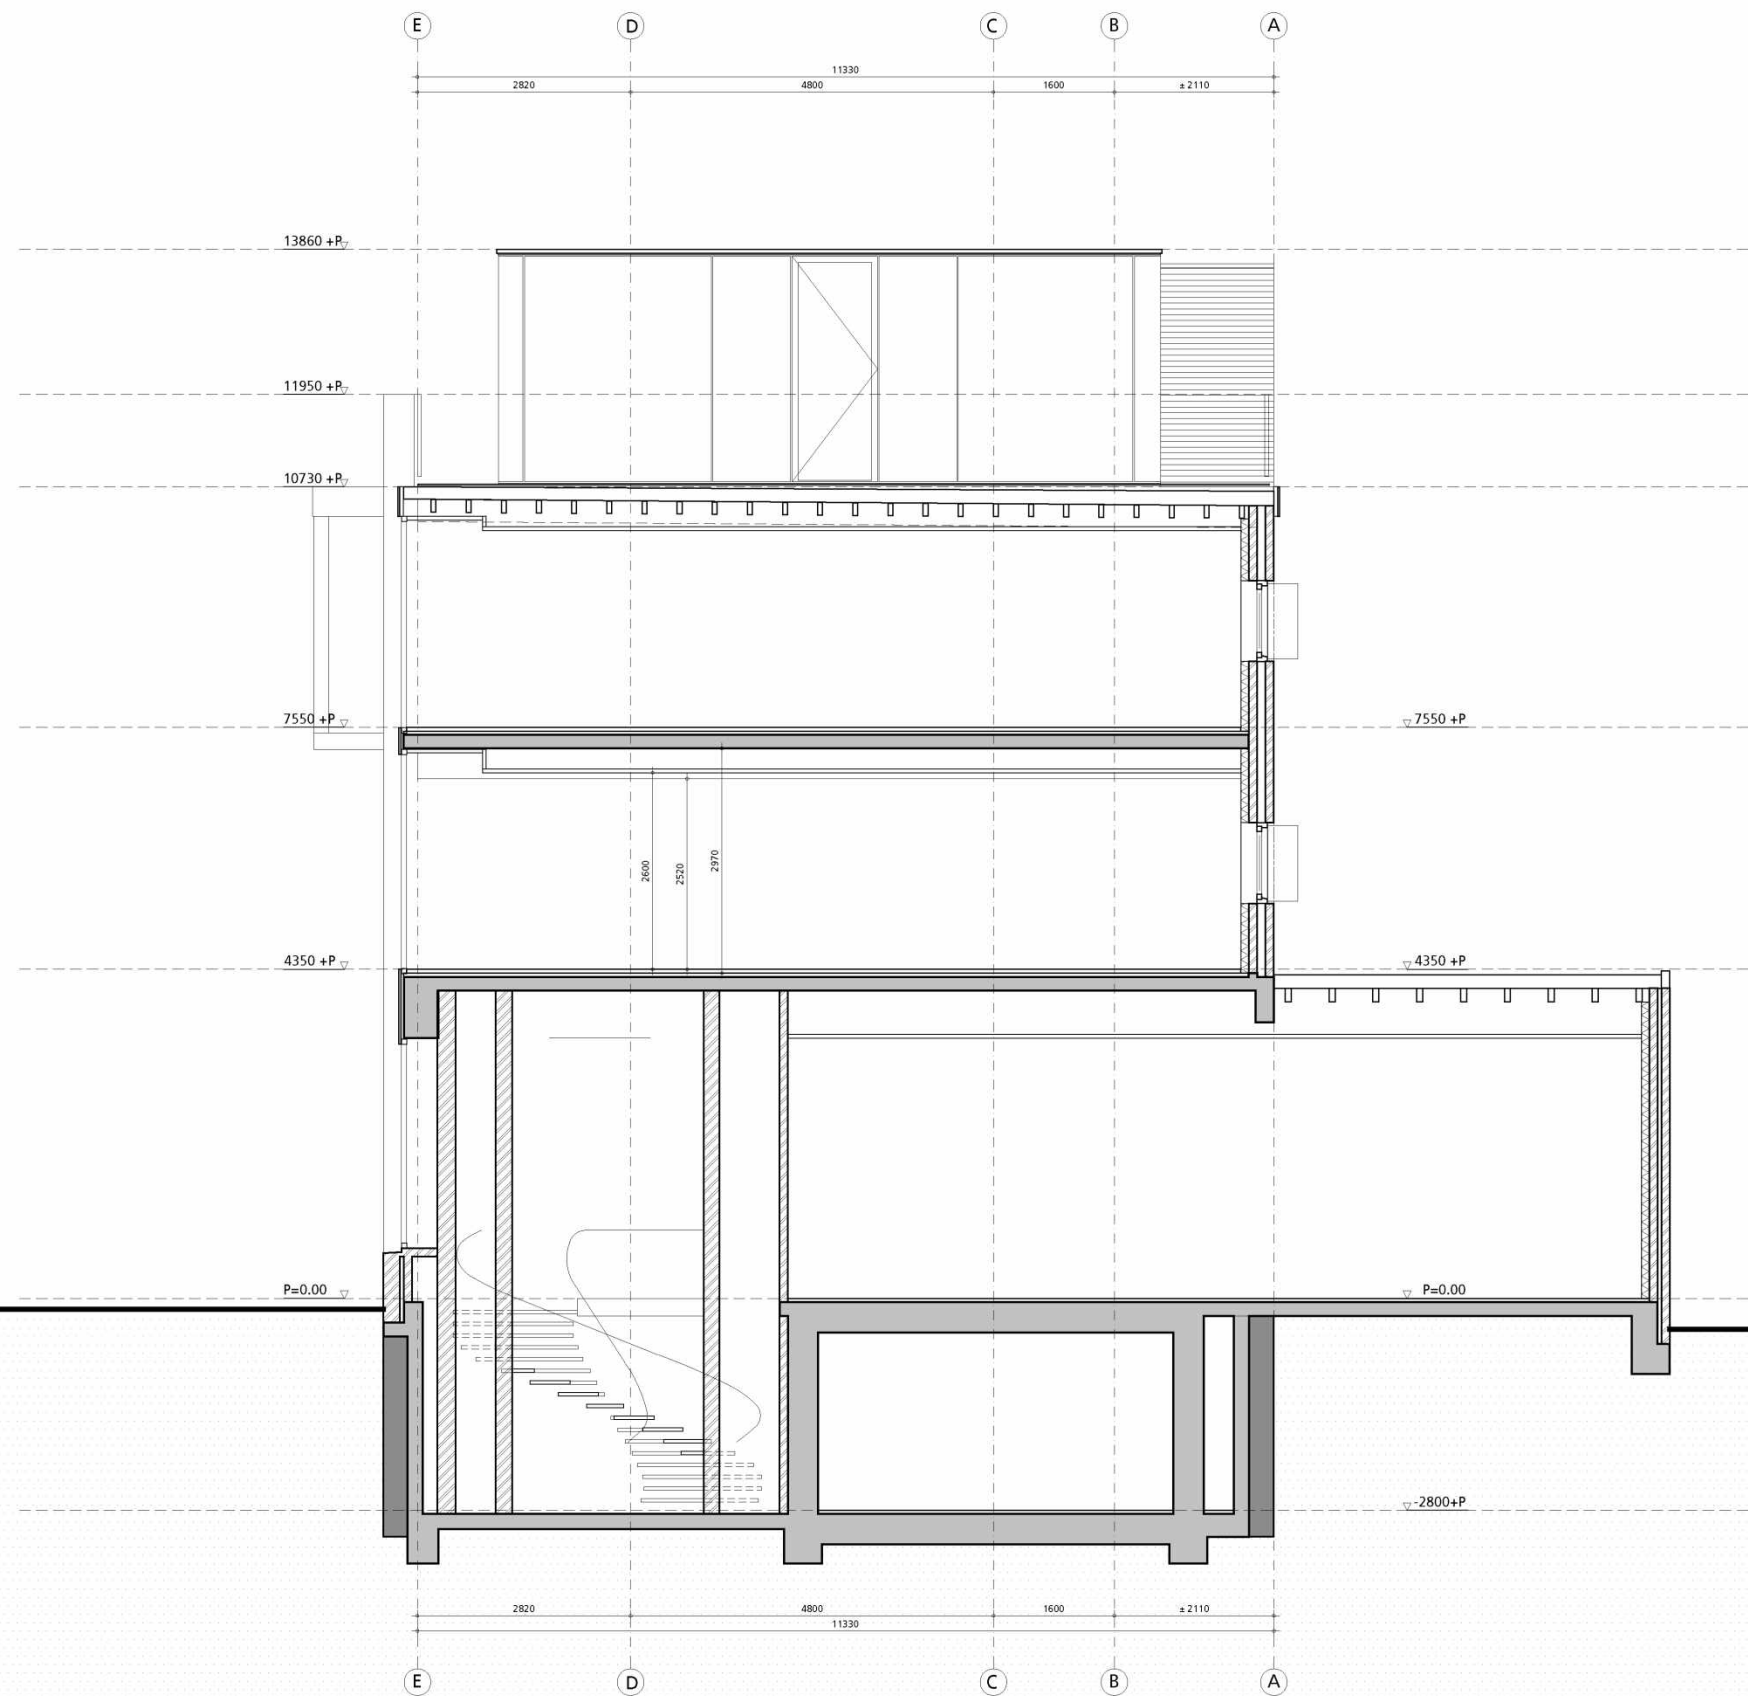 E D C B A
11330
2820 4800 1600 ± 2110
13860 +P
11950 +P
10730 +P
7550 +P 7550 +P
2600 2520 2970
4350 +P 4350 +P
P=0.00 P=0.00
-2800+P
2820 4800 1600 ± 2110
11330
E D C B A